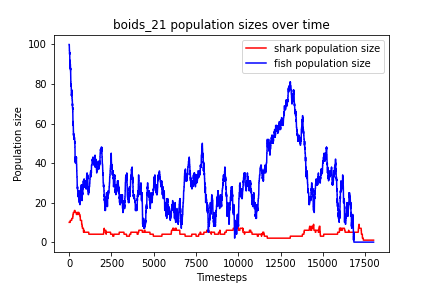 boids_21 population sizes over time
shark population size
fish population size
Population size
100
80
60
40
20
0
0 2500 5000 7500 10000 12500 15000 17500
Timesteps